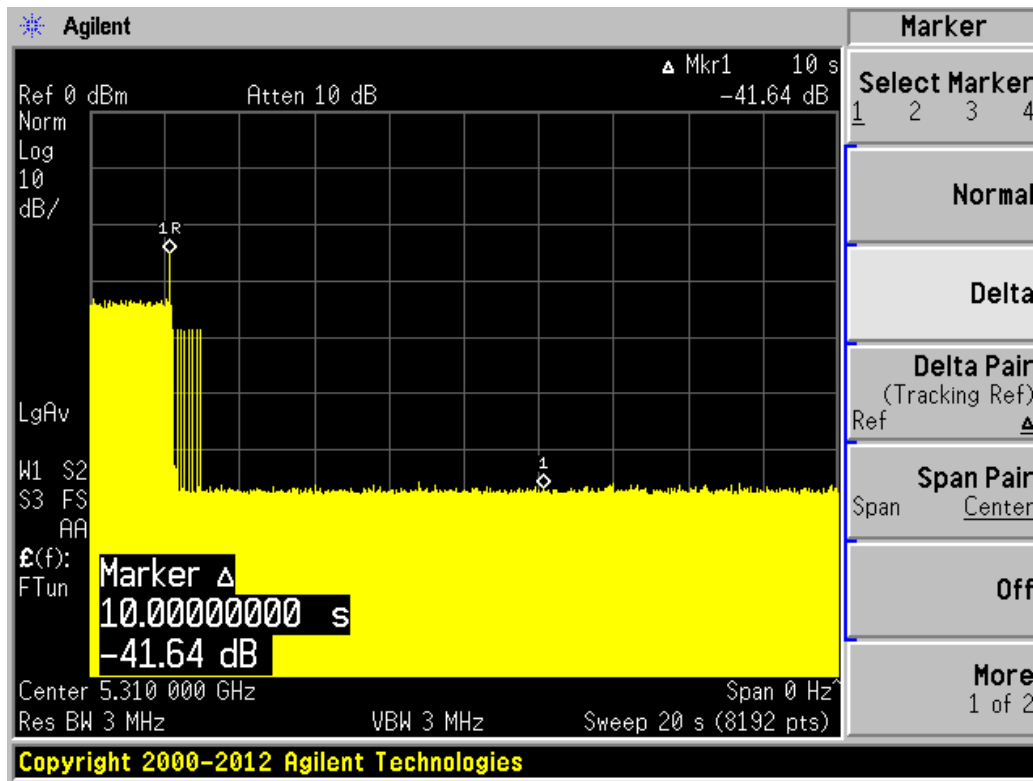 Agilent
Marker
Δ Mkr1 10 s
Ref 0 dBm Atten 10 dB -41.64 dB
Norm
Log
10
dB/
1R
LgAv
1
W1 S2
S3 FS
AA
£(f):
FTun
Marker Δ
10.00000000 s
-41.64 dB
Center 5.310 000 GHz Span 0 Hz^
Res BW 3 MHz VBW 3 MHz Sweep 20 s (8192 pts)
Copyright 2000-2012 Agilent Technologies
Select Marker
1 2 3 4
Normal
Delta
Delta Pair
(Tracking Ref)
Ref Δ
Span Pair
Span Center
Off
More
1 of 2